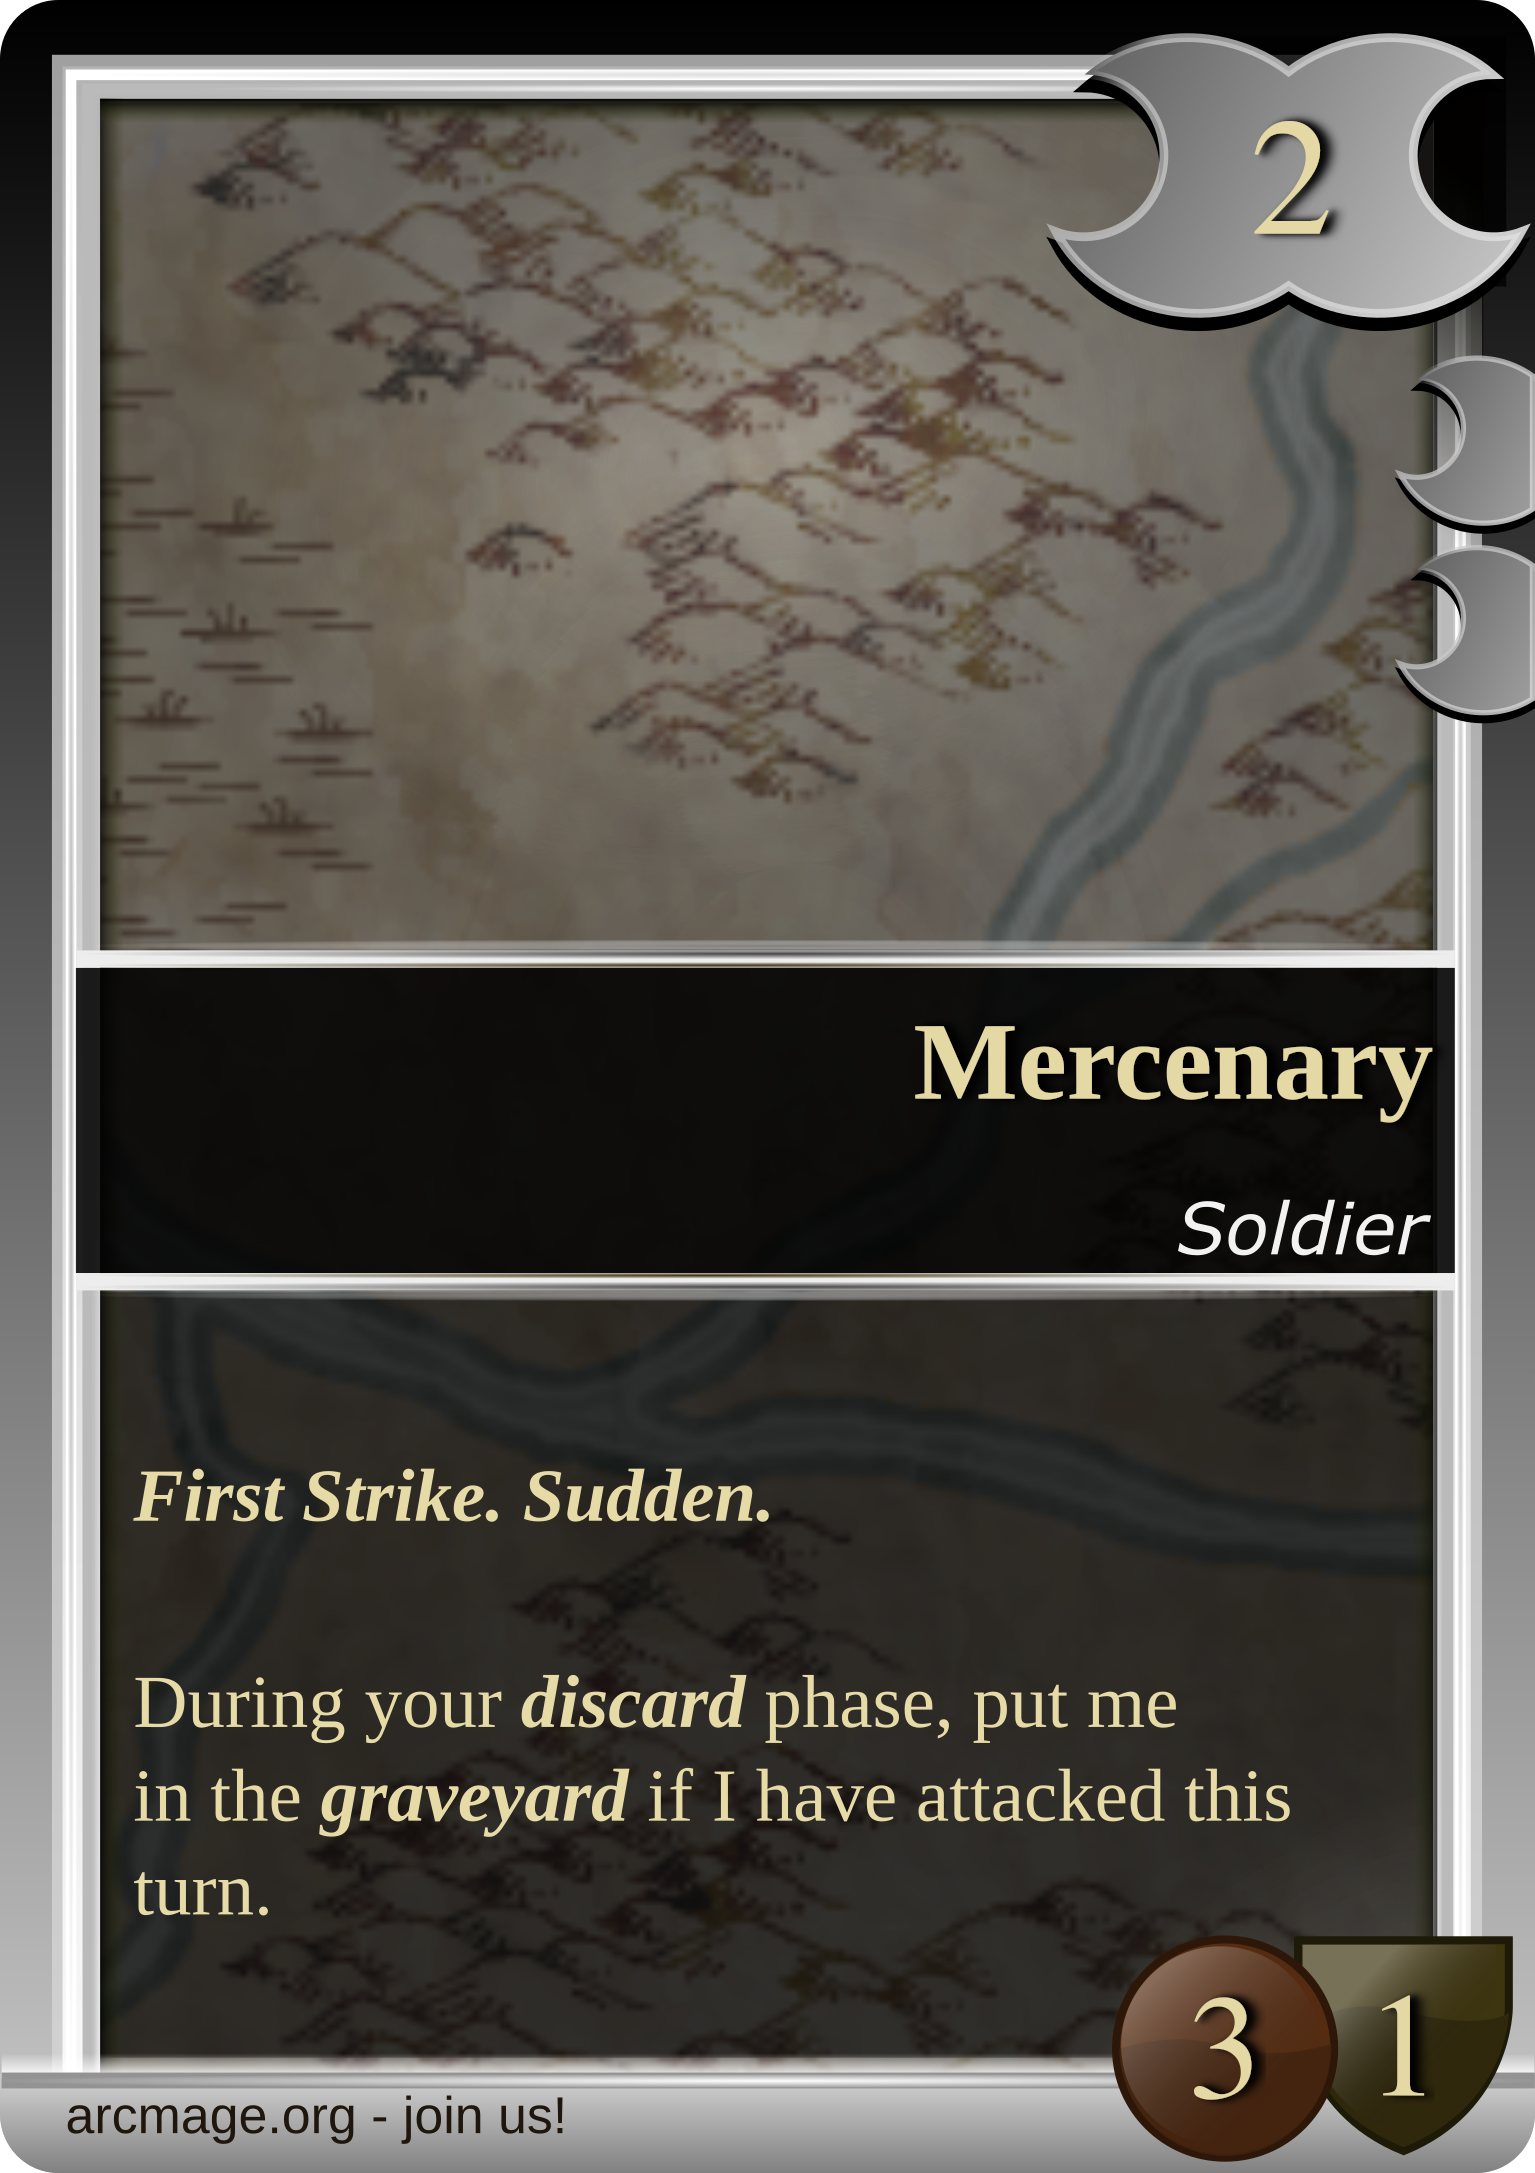 2
Mercenary
Soldier
First Strike. Sudden.
During your discard phase, put me
in the graveyard if I have attacked this
turn.
3 1
arcmage.org - join us!